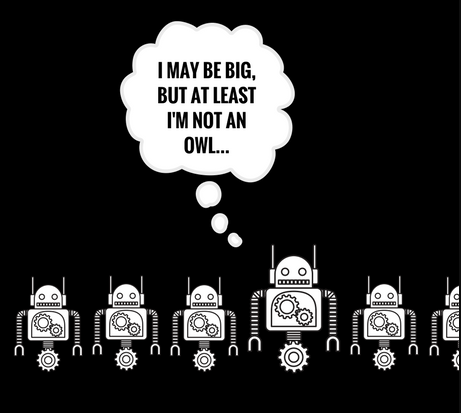 I MAY BE BIG,
BUT AT LEAST
I'M NOT AN
OWL...